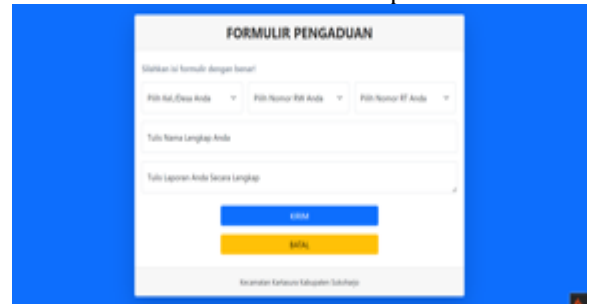 FORMULIR PENGADUAN
Silahkan isi formulir dengan benar!
Pilih Kel./Desa Anda Pilih Nomor RW Anda Pilih Nomor RT Anda
Tulis Nama Lengkap Anda
Tulis Laporan Anda Secara Lengkap
KIRIM
BATAL
Kecamatan Kartasura Kabupaten Sukoharjo